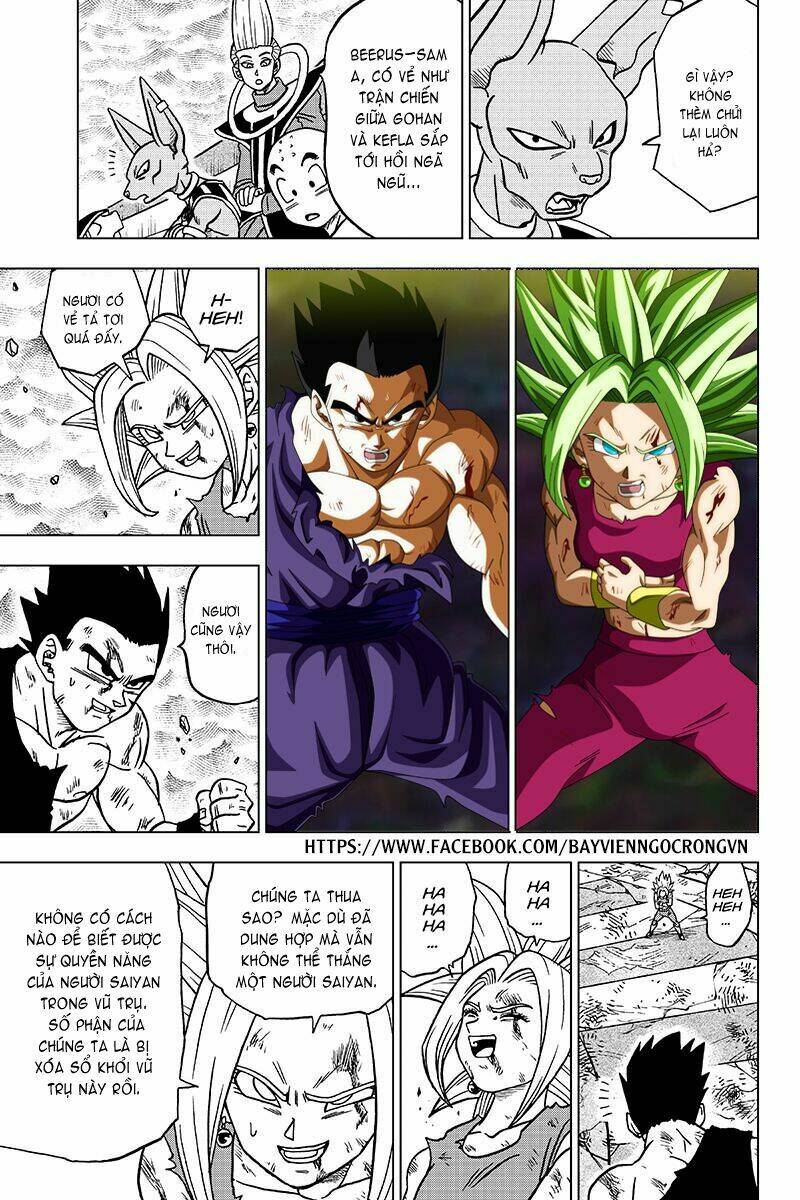 GÌ VẬY?
KHÔNG
THÈM CHỬI
LẠI LUÔN
HẢ?
BEERUS-SAM
A, CÓ VẺ NHƯ
TRẬN CHIẾN
GIỮA GOHAN
VÀ KEFLA SẮP
TỚI HỒI NGÃ
NGŨ...
H-
HEH!
NGƯƠI CÓ
VẺ TẢ TƠI
QUÁ ĐẤY.
NGƯƠI
CŨNG VẬY
THÔI.
HTTPS://WWW.FACEBOOK.COM/BAYVIENNGOCRONGVN
HEH
HEH
...
HA
HA
HA
...
HA
HA
...
CHÚNG TA THUA
SAO? MẶC DÙ ĐÃ
DUNG HỢP MÀ VẪN
KHÔNG THỂ THẮNG
MỘT NGƯỜI SAIYAN.
KHÔNG CÓ CÁCH
NÀO ĐỂ BIẾT ĐƯỢC
SỰ QUYỀN NĂNG
CỦA NGƯỜI SAIYAN
TRONG VŨ TRỤ.
SỐ PHẬN CỦA
CHÚNG TA LÀ BỊ
XÓA SỔ KHỎI VŨ
TRỤ NÀY RỒI.